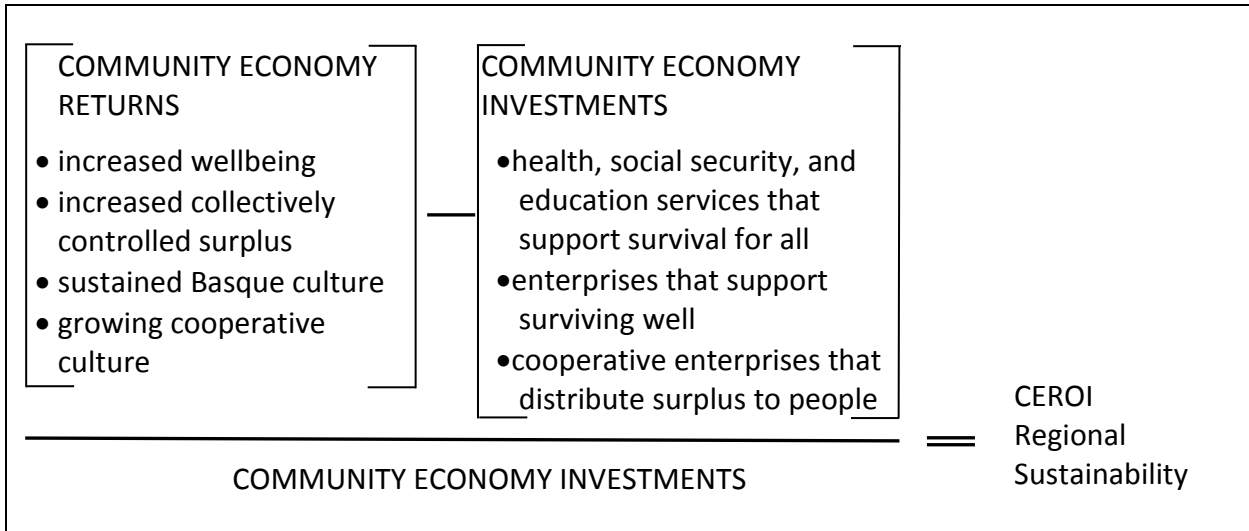 COMMUNITY ECONOMY
RETURNS
• increased wellbeing
• increased collectively
controlled surplus
• sustained Basque culture
• growing cooperative
culture
—
COMMUNITY ECONOMY
INVESTMENTS
•health, social security, and
education services that
support survival for all
•enterprises that support
surviving well
•cooperative enterprises that
distribute surplus to people
COMMUNITY ECONOMY INVESTMENTS
=
CEROI
Regional
Sustainability